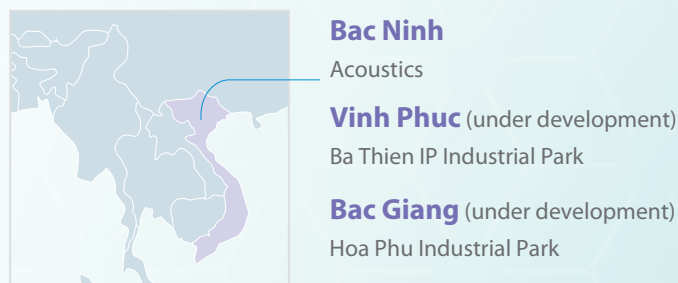 Bac Ninh
Acoustics
Vinh Phuc (under development)
Ba Thien IP Industrial Park
Bac Giang (under development)
Hoa Phu Industrial Park